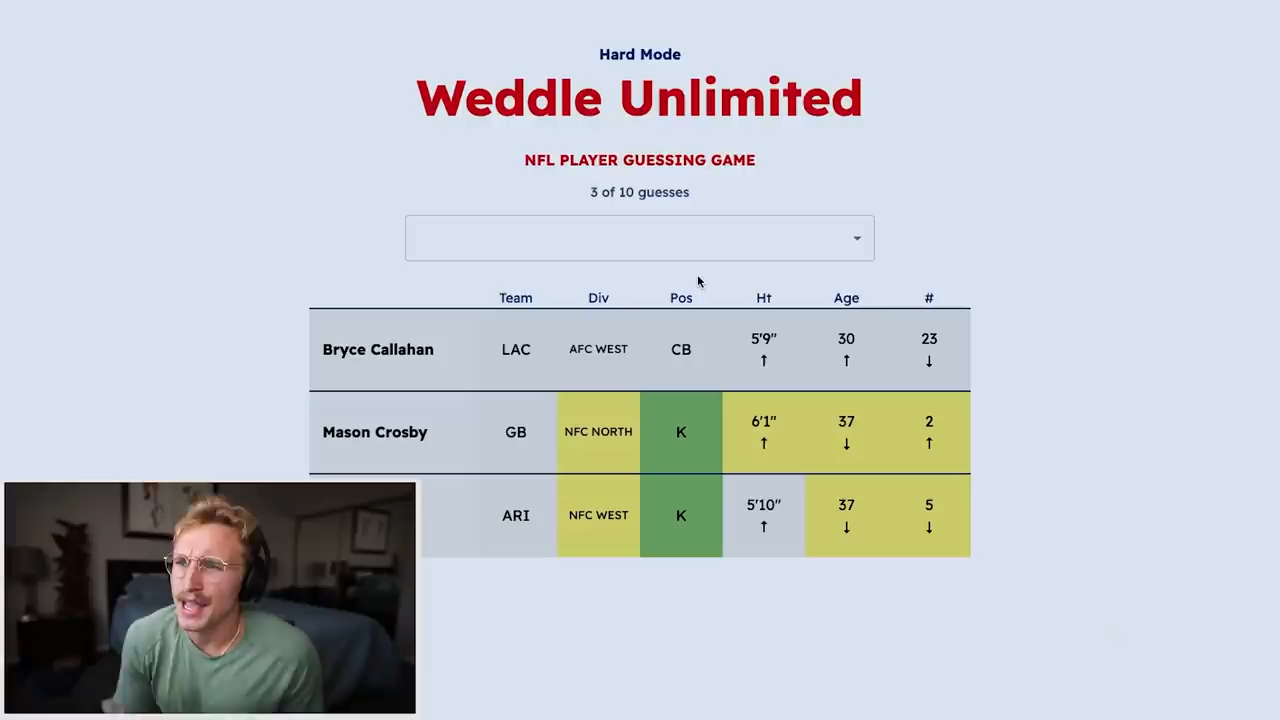 Hard Mode
Weddle Unlimited
NFL PLAYER GUESSING GAME
3 of 10 guesses
Team Div Pos Ht Age #
Bryce Callahan LAC AFC WEST CB 5'9" 30 23
↑ ↑ ↓
Mason Crosby GB NFC NORTH K 6'1" 37 2
↑ ↓ ↑
ARI NFC WEST K 5'10" 37 5
↑ ↓ ↓